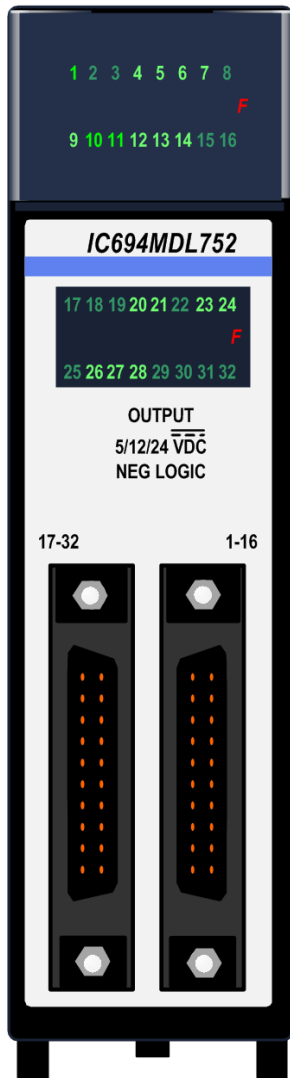 1 2 3 4 5 6 7 8
F
9 10 11 12 13 14 15 16
IC694MDL752
17 18 19 20 21 22 23 24
F
25 26 27 28 29 30 31 32
OUTPUT
5/12/24 VDC
NEG LOGIC
17-32 1-16